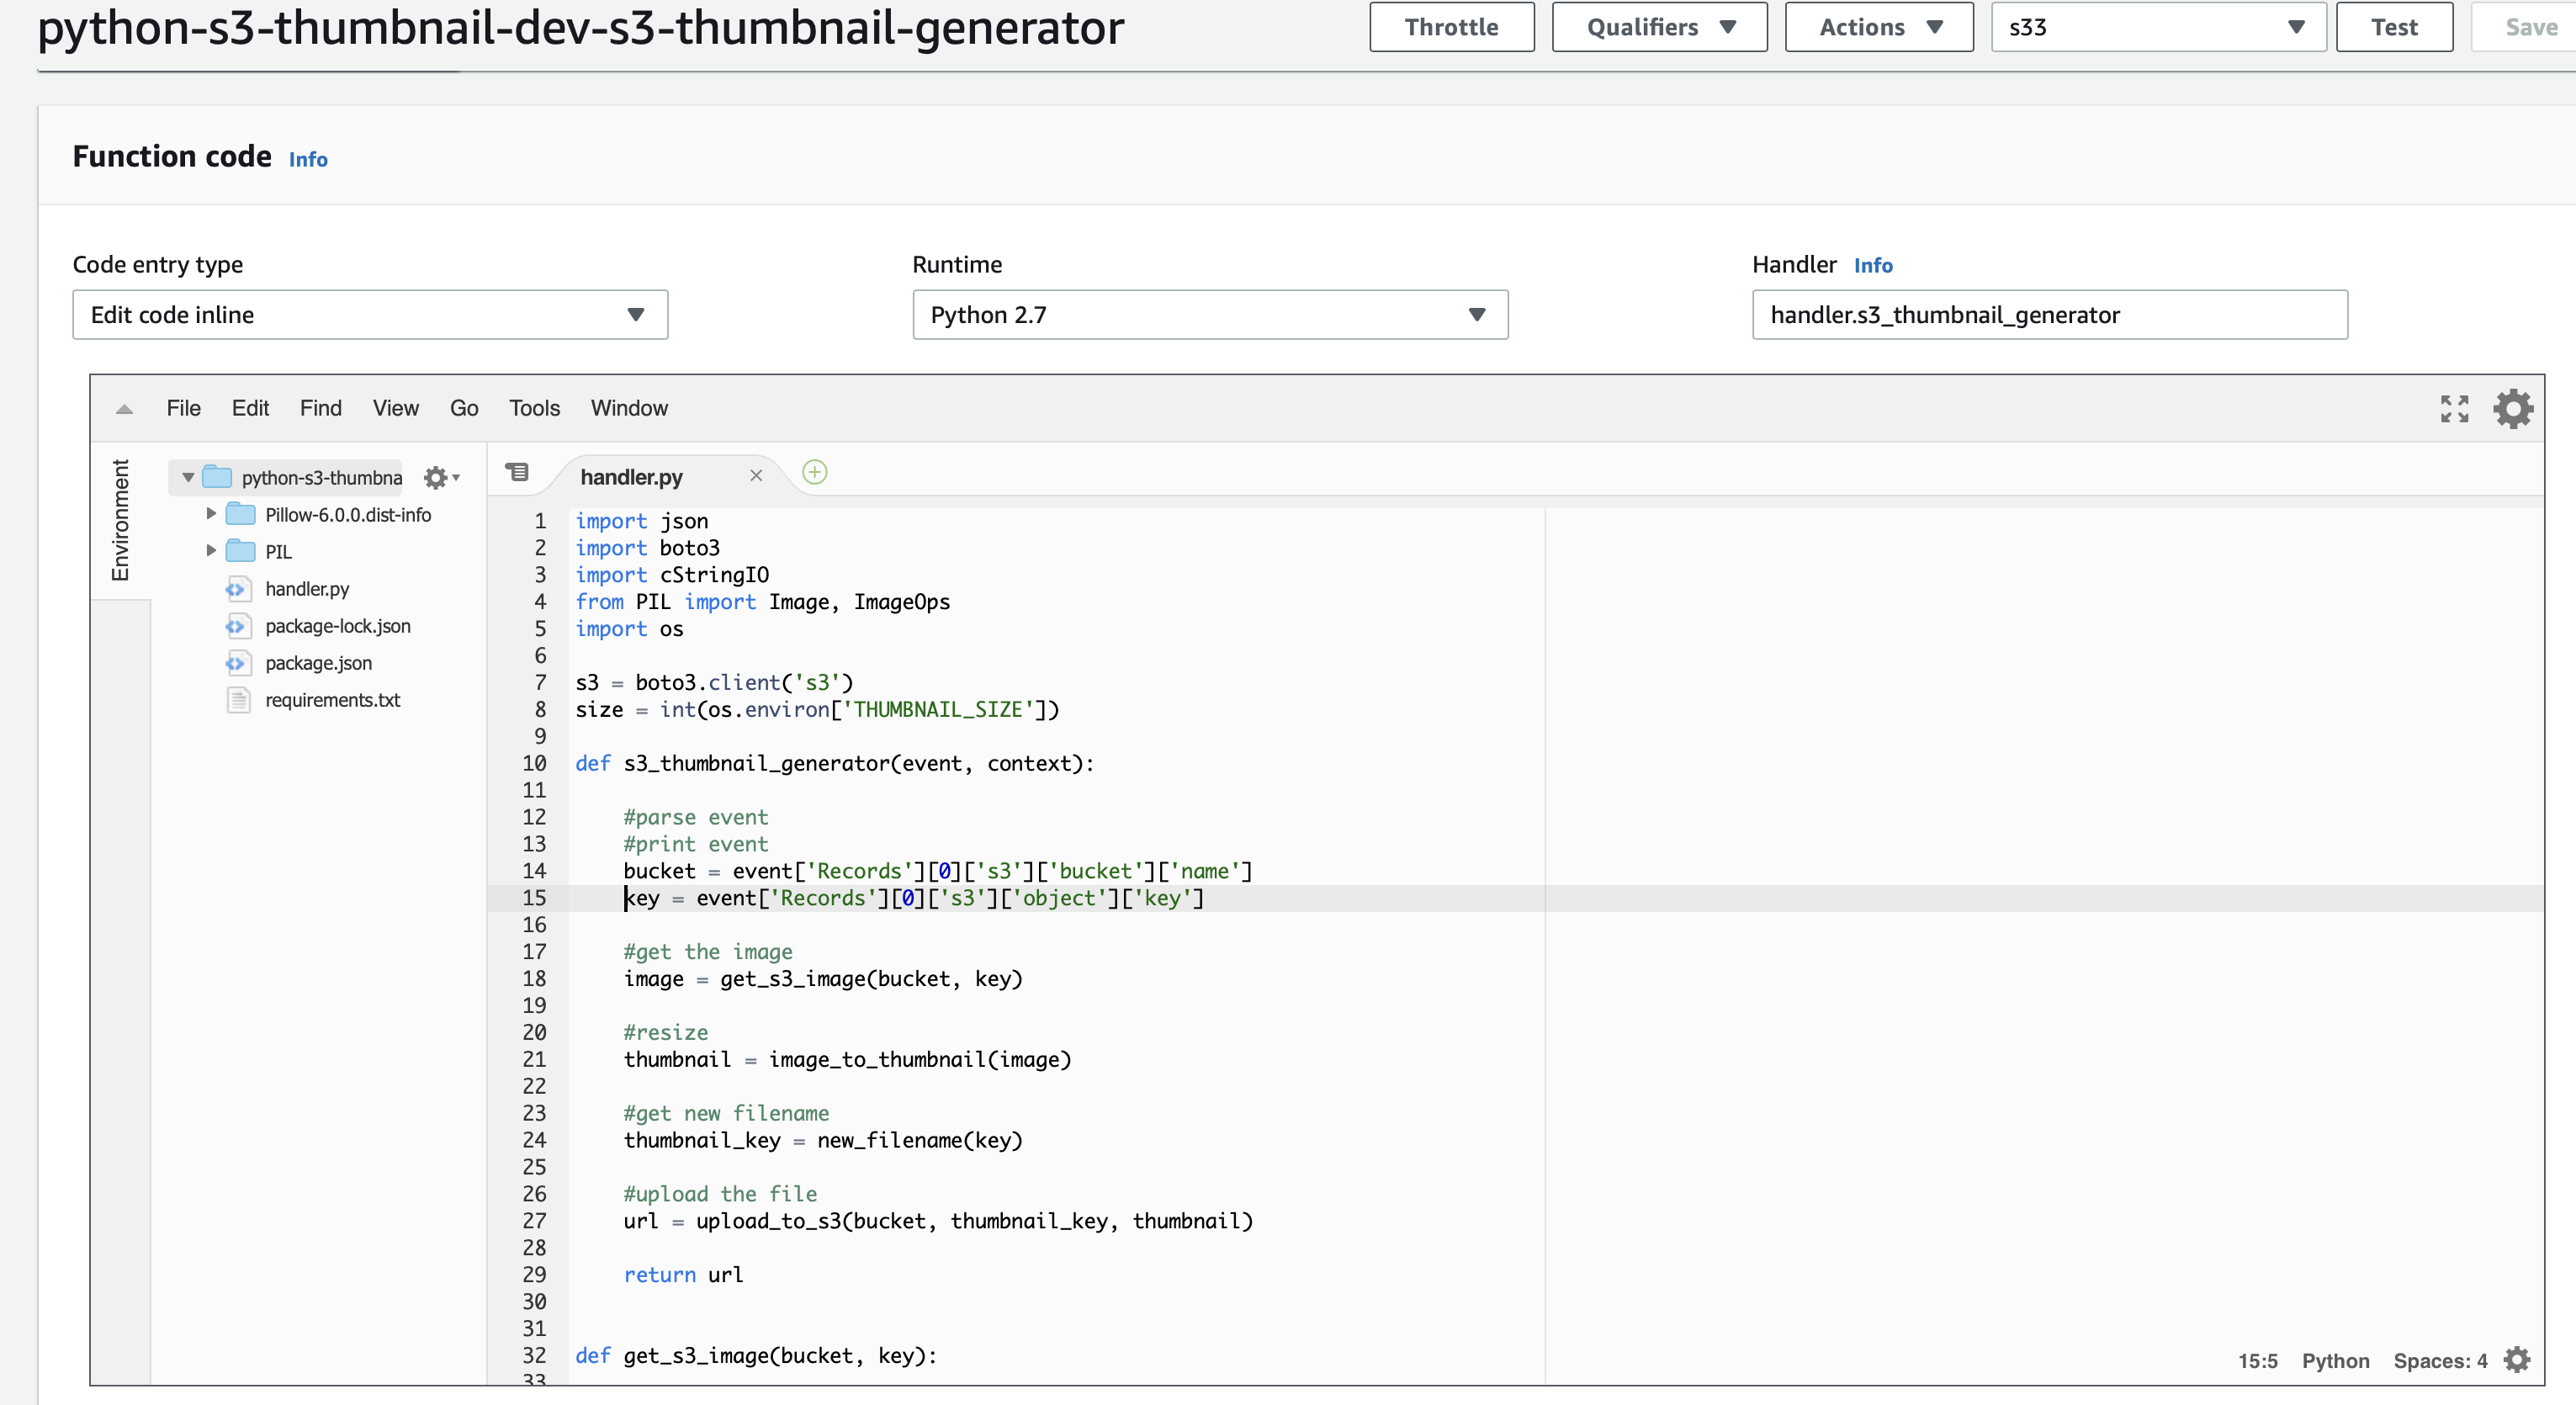 python-s3-thumbnail-dev-s3-thumbnail-generator
Throttle Qualifiers Actions s33 Test Save
Function code Info
Code entry type Runtime Handler Info
Edit code inline Python 2.7 handler.s3_thumbnail_generator
File Edit Find View Go Tools Window
Environment
python-s3-thumbna
Pillow-6.0.0.dist-info
PIL
handler.py
package-lock.json
package.json
requirements.txt
handler.py
1 import json
2 import boto3
3 import cStringIO
4 from PIL import Image, ImageOps
5 import os
6
7 s3 = boto3.client('s3')
8 size = int(os.environ['THUMBNAIL_SIZE'])
9
10 def s3_thumbnail_generator(event, context):
11
12 #parse event
13 #print event
14 bucket = event['Records'][0]['s3']['bucket']['name']
15 key = event['Records'][0]['s3']['object']['key']
16
17 #get the image
18 image = get_s3_image(bucket, key)
19
20 #resize
21 thumbnail = image_to_thumbnail(image)
22
23 #get new filename
24 thumbnail_key = new_filename(key)
25
26 #upload the file
27 url = upload_to_s3(bucket, thumbnail_key, thumbnail)
28
29 return url
30
31
32 def get_s3_image(bucket, key):
33
15:5 Python Spaces: 4